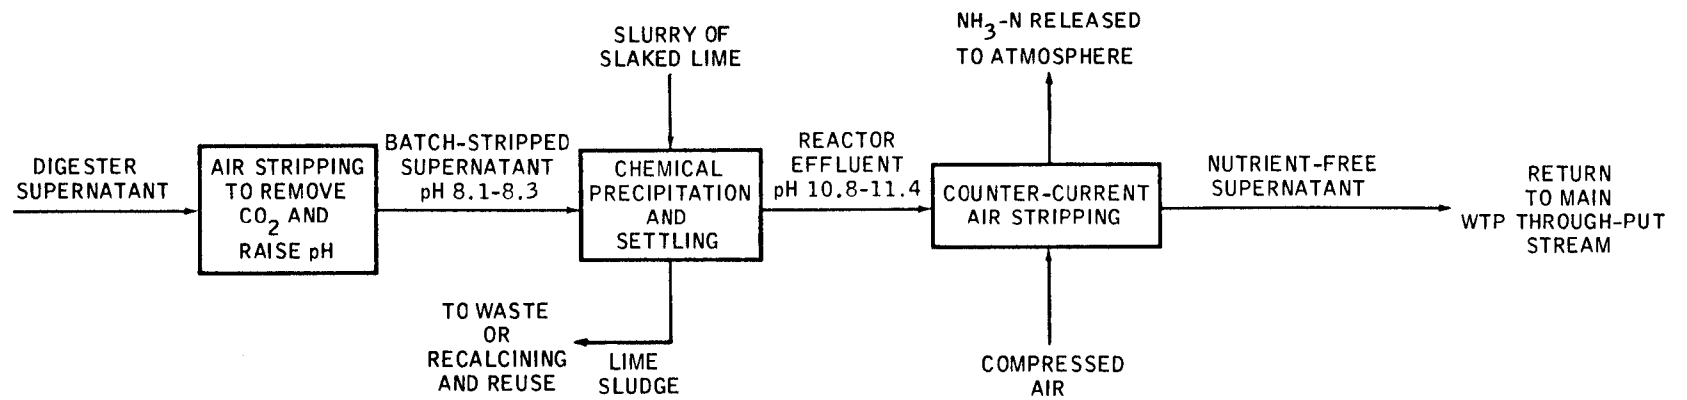 DIGESTER
SUPERNATANT
AIR STRIPPING
TO REMOVE
CO2 AND
RAISE pH
BATCH-STRIPPED
SUPERNATANT
pH 8.1-8.3
SLURRY OF
SLAKED LIME
CHEMICAL
PRECIPITATION
AND
SETTLING
TO WASTE
OR
RECALCINING
AND REUSE
LIME
SLUDGE
REACTOR
EFFLUENT
pH 10.8-11.4
NH3-N RELEASED
TO ATMOSPHERE
COUNTER-CURRENT
AIR STRIPPING
COMPRESSED
AIR
NUTRIENT-FREE
SUPERNATANT
RETURN
TO MAIN
WTP THROUGH-PUT
STREAM